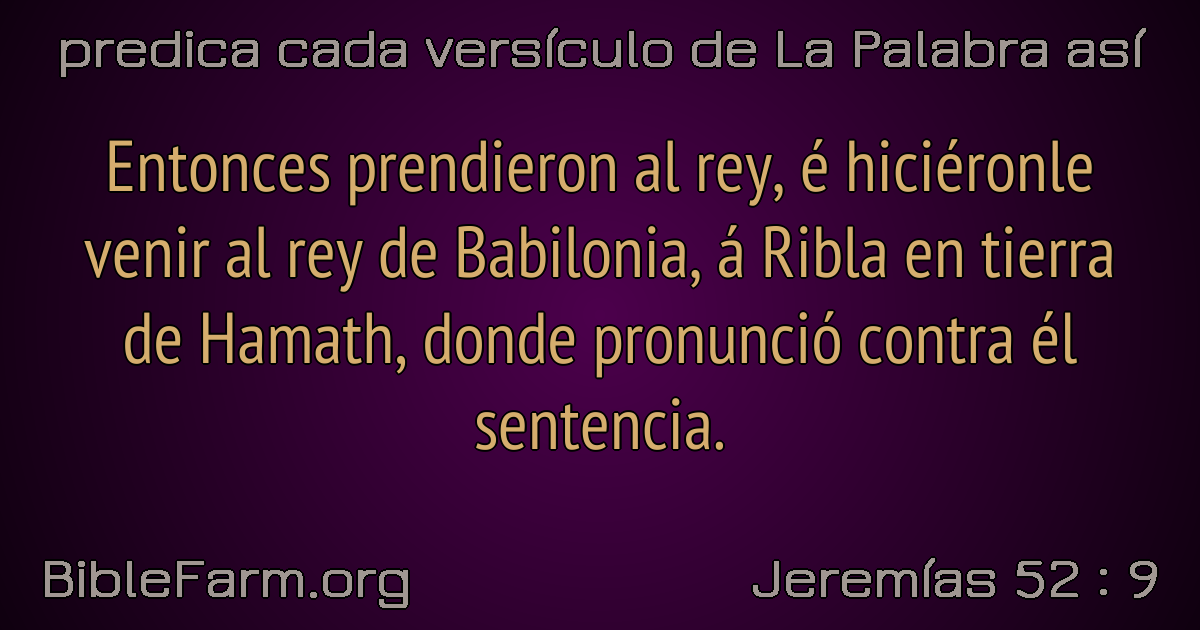 predica cada versículo de La Palabra así
Entonces prendieron al rey, é hiciéronle
venir al rey de Babilonia, á Ribla en tierra
de Hamath, donde pronunció contra él
sentencia.
BibleFarm.org
Jeremías 52 : 9